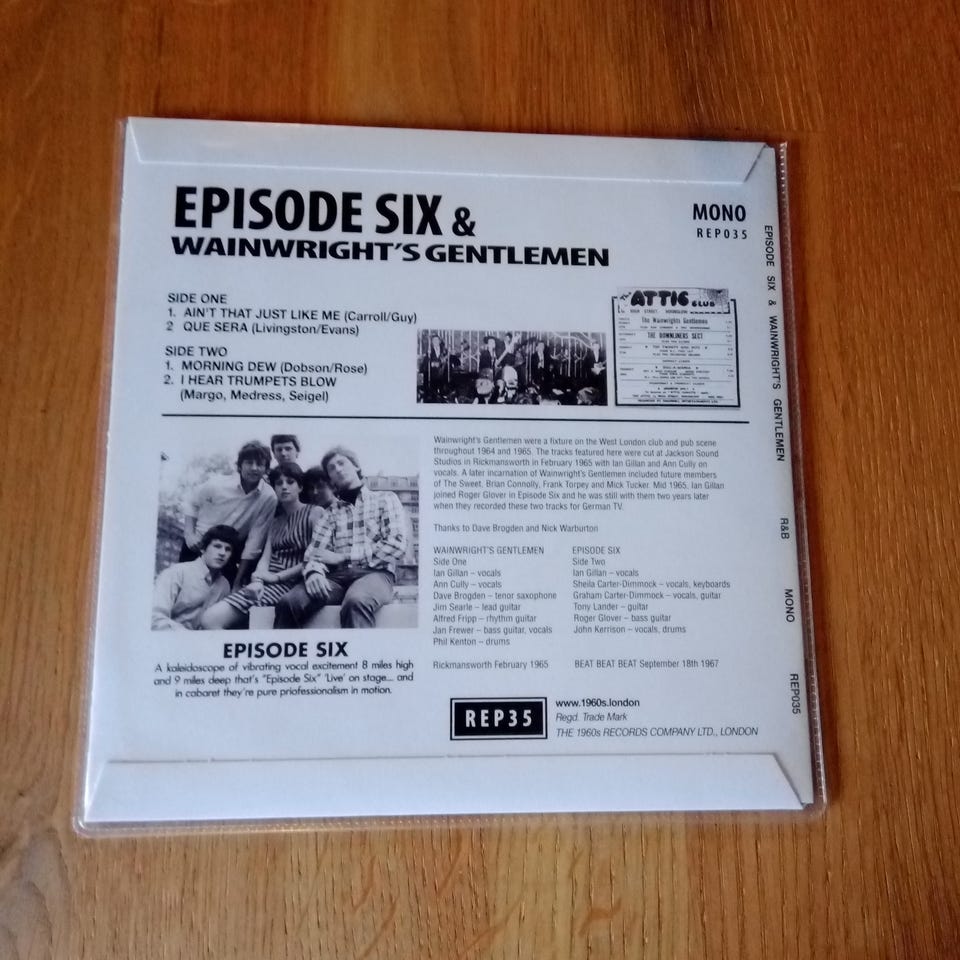 EPISODE SIX &
WAINWRIGHT'S GENTLEMEN
MONO
REP035
SIDE ONE
1. AIN'T THAT JUST LIKE ME (Carroll/Guy)
2 QUE SERA (Livingston/Evans)
SIDE TWO
1. MORNING DEW (Dobson/Rose)
2. I HEAR TRUMPETS BLOW
(Margo, Medress, Seigel)
The ATTIC CLUB
HIGH STREET HOUNSLOW
The Wainwrights Gentlemen
THE DOWNLINERS SECT
Wainwright's Gentlemen were a fixture on the West London club and pub scene
throughout 1964 and 1965. The tracks featured here were cut at Jackson Sound
Studios in Rickmansworth in February 1965 with Ian Gillan and Ann Cully on
vocals. A later incarnation of Wainwright's Gentlemen included future members
of The Sweet, Brian Connolly, Frank Torpey and Mick Tucker. Mid 1965, Ian Gillan
joined Roger Glover in Episode Six and he was still with them two years later
when they recorded these two tracks for German TV.
Thanks to Dave Brogden and Nick Warburton
WAINWRIGHT'S GENTLEMEN
Side One
Ian Gillan – vocals
Ann Cully – vocals
Dave Brogden – tenor saxophone
Jim Searle – lead guitar
Alfred Fripp – rhythm guitar
Jan Frewer – bass guitar, vocals
Phil Kenton – drums
Rickmansworth February 1965
EPISODE SIX
Side Two
Ian Gillan – vocals
Sheila Carter-Dimmock – vocals, keyboards
Graham Carter-Dimmock – vocals, guitar
Tony Lander – guitar
Roger Glover – bass guitar
John Kerrison – vocals, drums
BEAT BEAT BEAT September 18th 1967
EPISODE SIX
A kaleidoscope of vibrating vocal excitement 8 miles high
and 9 miles deep that's "Episode Six" 'Live' on stage... and
in cabaret they're pure priofessionalism in motion.
REP35
www.1960s.london
Regd. Trade Mark
THE 1960s RECORDS COMPANY LTD., LONDON
EPISODE SIX & WAINWRIGHT'S GENTLEMEN R&B MONO REP035